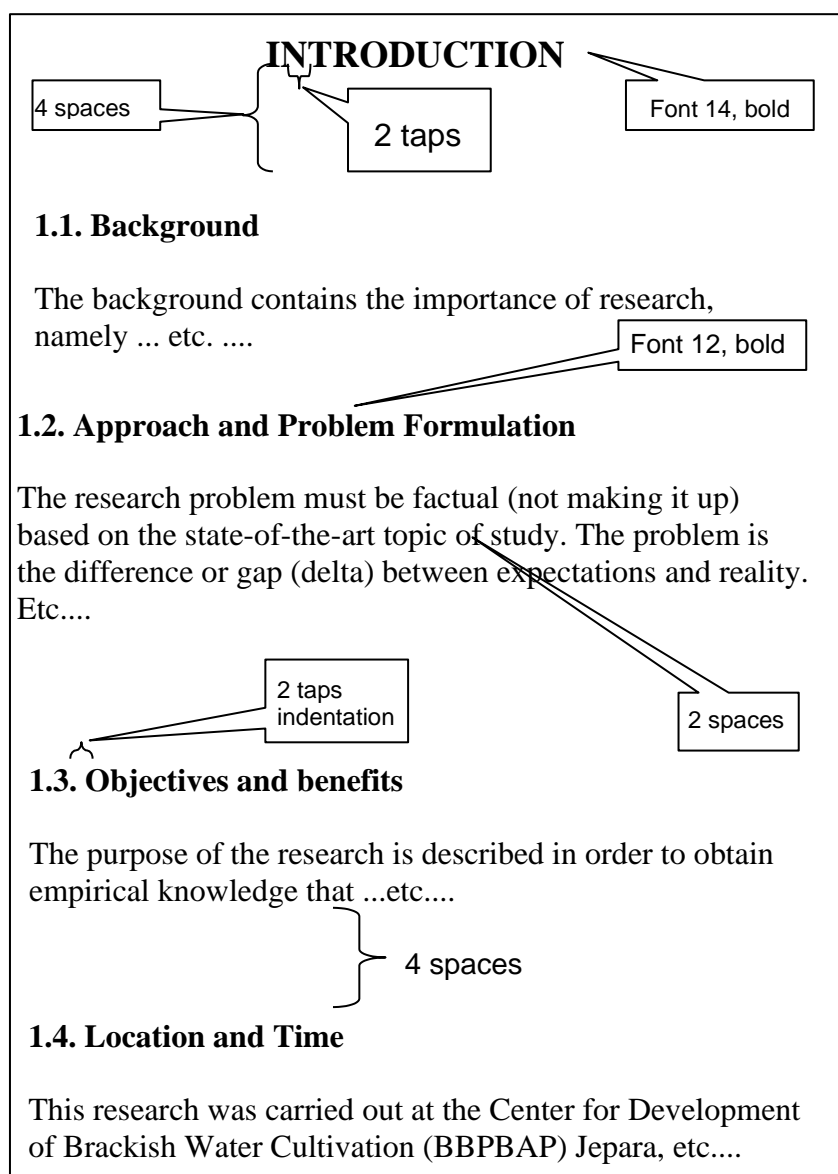 INTRODUCTION
4 spaces
2 taps
Font 14, bold
1.1. Background
The background contains the importance of research,
namely ... etc. ....
Font 12, bold
1.2. Approach and Problem Formulation
The research problem must be factual (not making it up)
based on the state-of-the-art topic of study. The problem is
the difference or gap (delta) between expectations and reality.
Etc....
2 taps
indentation
2 spaces
1.3. Objectives and benefits
The purpose of the research is described in order to obtain
empirical knowledge that ...etc....
4 spaces
1.4. Location and Time
This research was carried out at the Center for Development
of Brackish Water Cultivation (BBPBAP) Jepara, etc....